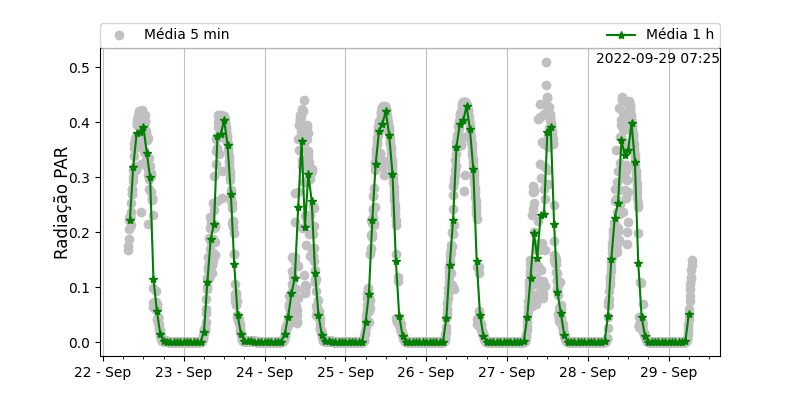 Média 5 min
Média 1 h
2022-09-29 07:25
Radiação PAR
0.5
0.4
0.3
0.2
0.1
0.0
22 - Sep
23 - Sep
24 - Sep
25 - Sep
26 - Sep
27 - Sep
28 - Sep
29 - Sep